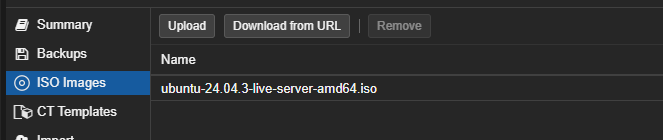 Summary
Backups
ISO Images
CT Templates
Import
Upload Download from URL Remove
Name
ubuntu-24.04.3-live-server-amd64.iso